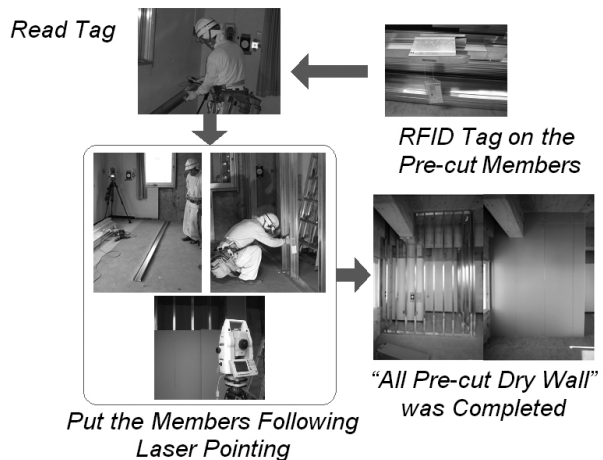 Read Tag
RFID Tag on the
Pre-cut Members
Put the Members Following
Laser Pointing
“All Pre-cut Dry Wall”
was Completed